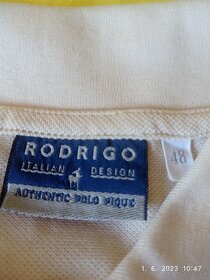 RODRIGO
ITALIAN DESIGN
AUTHENTIC POLO PIQUE
48
1. 6. 2023 10:47